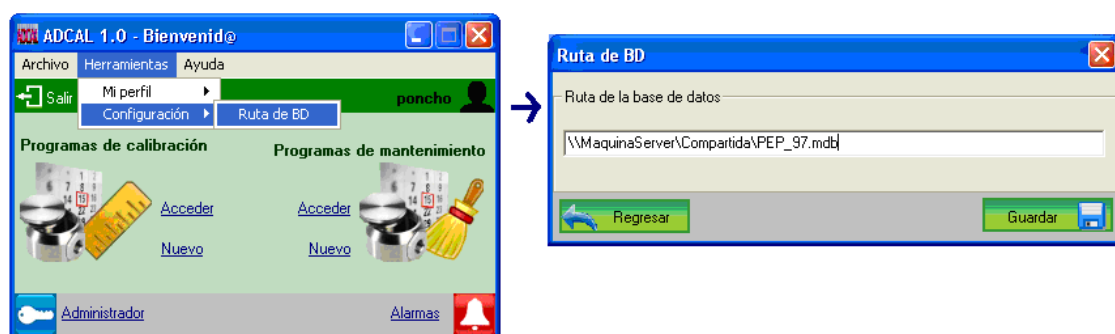 ADCAL 1.0 - Bienvenid@
Archivo Herramientas Ayuda
Salir
Mi perfil
Configuración
Ruta de BD
poncho
Programas de calibración
Programas de mantenimiento
Acceder
Nuevo
Acceder
Nuevo
Administrador
Alarmas
Ruta de BD
Ruta de la base de datos
\\MaquinaServer\Compartida\PEP_97.mdb
Regresar
Guardar